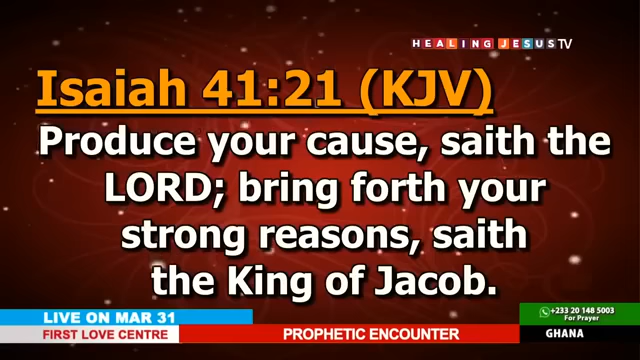 HEALING JESUS TV
Isaiah 41:21 (KJV)
Produce your cause, saith the
LORD; bring forth your
strong reasons, saith
the King of Jacob.
LIVE ON MAR 31
+233 20 148 5003
For Prayer
FIRST LOVE CENTRE
PROPHETIC ENCOUNTER
GHANA